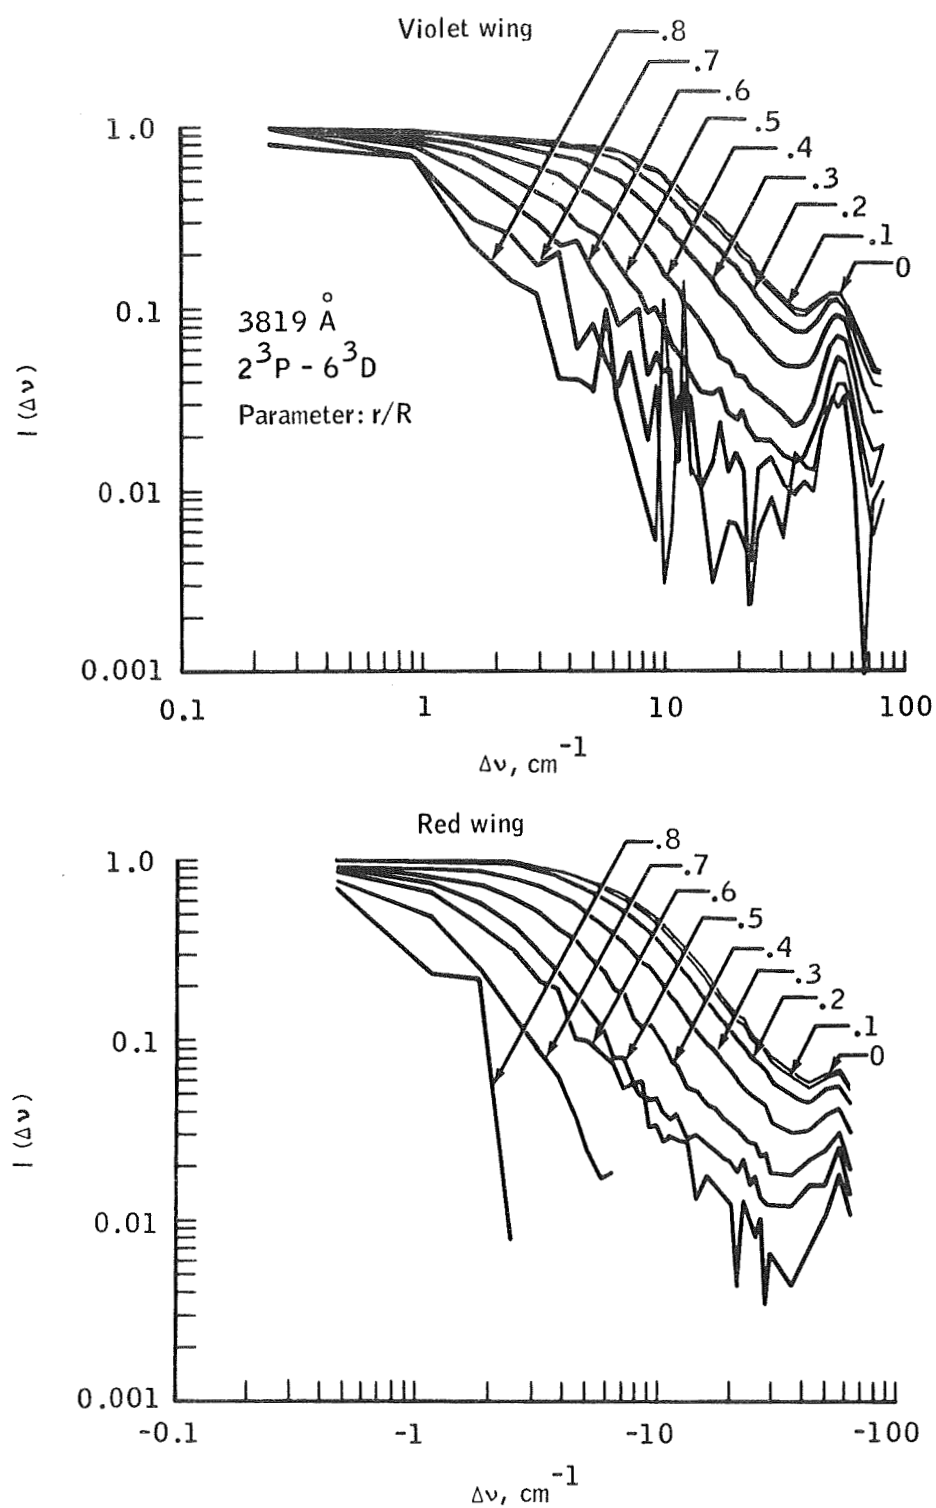 Violet wing
.8
.7
.6
.5
.4
.3
.2
.1
0
1.0
0.1
0.01
0.001
I (Δν)
3819 Å
2³P - 6³D
Parameter: r/R
0.1 1 10 100
Δν, cm⁻¹
Red wing
.8
.7
.6
.5
.4
.3
.2
.1
0
1.0
0.1
0.01
0.001
I (Δν)
-0.1 -1 -10 -100
Δν, cm⁻¹